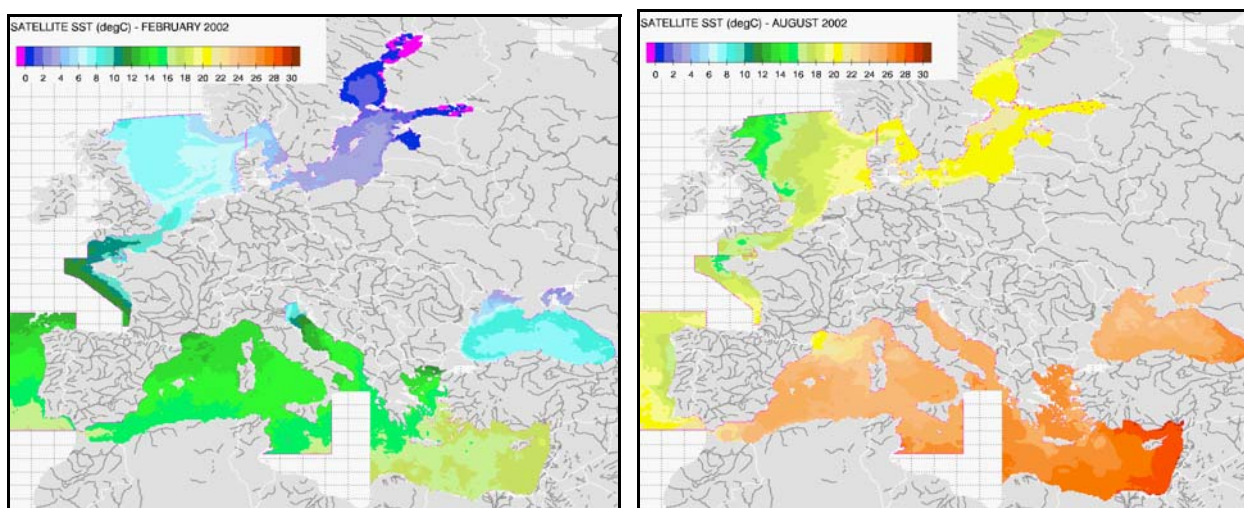 SATELLITE SST (degC) - FEBRUARY 2002
0 2 4 6 8 10 12 14 16 18 20 22 24 26 28 30
SATELLITE SST (degC) - AUGUST 2002
0 2 4 6 8 10 12 14 16 18 20 22 24 26 28 30